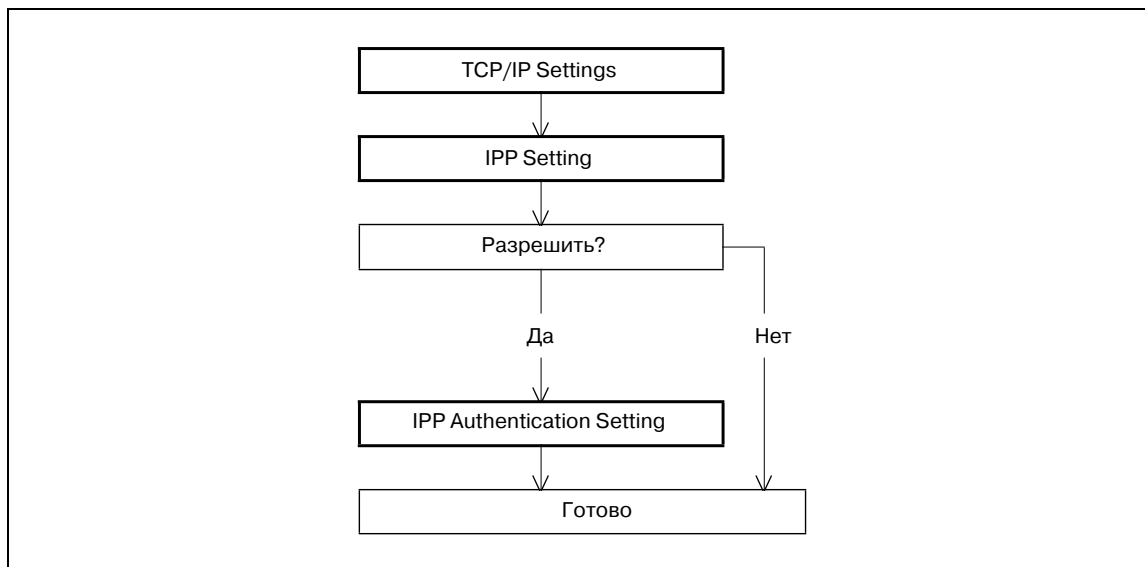 TCP/IP Settings
IPP Setting
Разрешить?
Да
Нет
IPP Authentication Setting
Готово